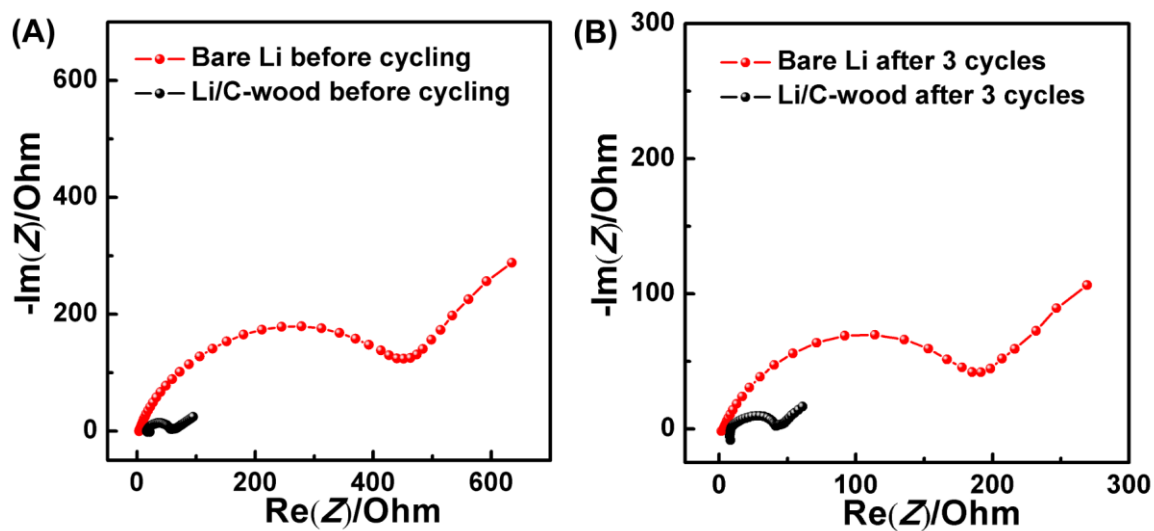 (A)
Bare Li before cycling
Li/C-wood before cycling
600
400
200
0
-Im(Z)/Ohm
0 200 400 600
Re(Z)/Ohm
(B)
Bare Li after 3 cycles
Li/C-wood after 3 cycles
300
200
100
0
-Im(Z)/Ohm
0 100 200 300
Re(Z)/Ohm